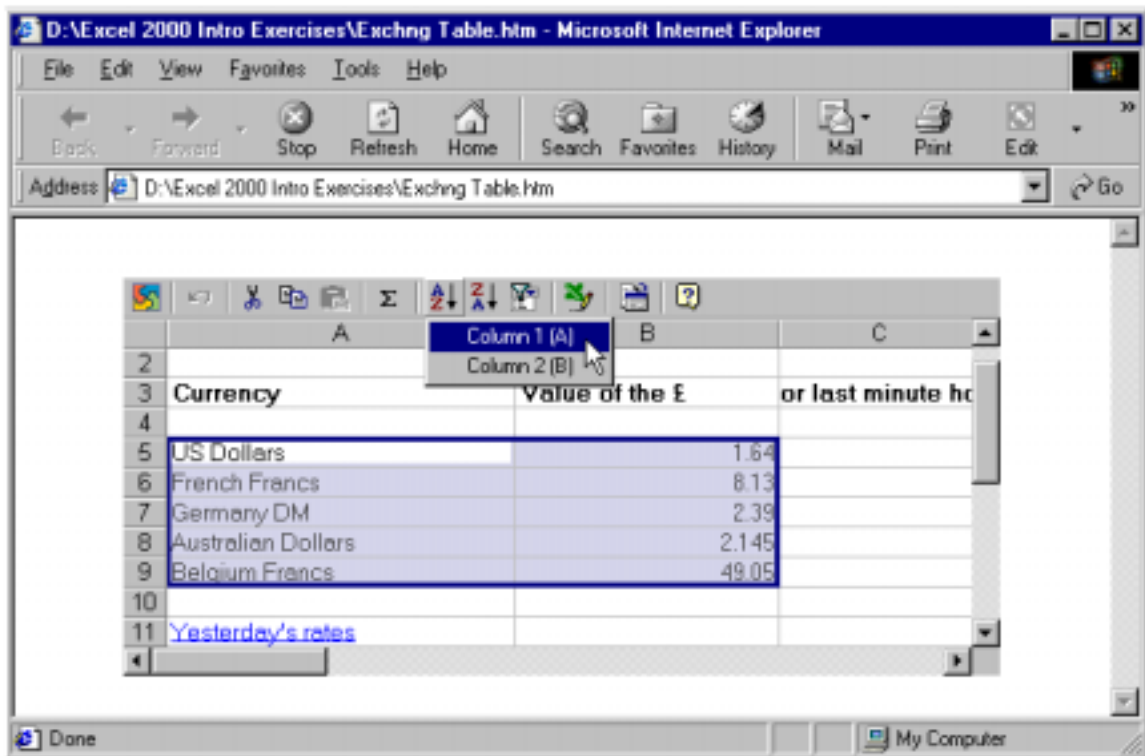 D:\Excel 2000 Intro Exercises\Exchng Table.htm - Microsoft Internet Explorer
File Edit View Favorites Tools Help
Back Forward Stop Refresh Home Search Favorites History Mail Print Edit
Address D:\Excel 2000 Intro Exercises\Exchng Table.htm Go
A B C
Column 1 (A)
Column 2 (B)
2
3 Currency Value of the £ or last minute ho
4
5 US Dollars 1.64
6 French Francs 8.13
7 Germany DM 2.39
8 Australian Dollars 2.145
9 Belgium Francs 49.05
10
11 Yesterday's rates
Done My Computer